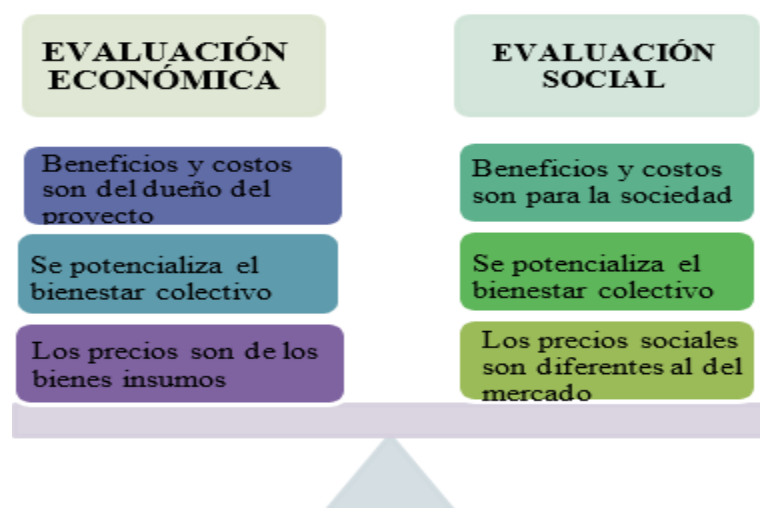 EVALUACIÓN
ECONÓMICA
Beneficios y costos
son del dueño del
proyecto
Se potencializa el
bienestar colectivo
Los precios son de los
bienes insumos
EVALUACIÓN
SOCIAL
Beneficios y costos
son para la sociedad
Se potencializa el
bienestar colectivo
Los precios sociales
son diferentes al del
mercado